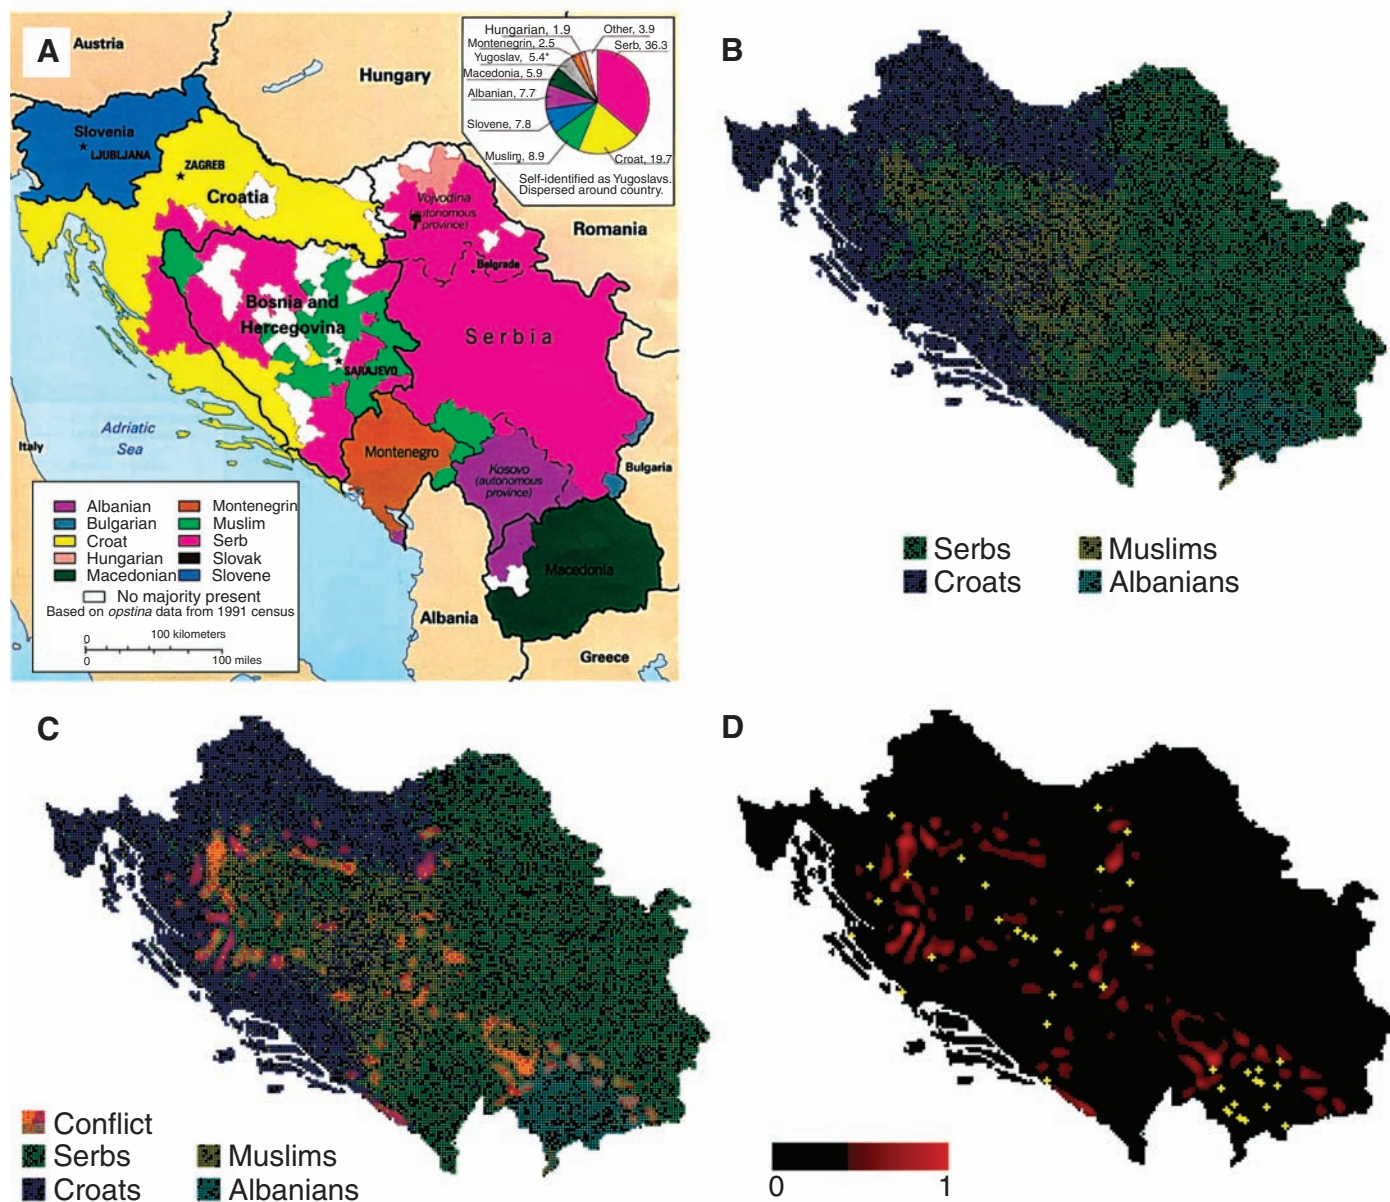 A
Austria
Hungary
Slovenia
LJUBLJANA
ZAGREB
Croatia
Vojvodina
(autonomous
province)
Romania
Belgrade
Bosnia and
Hercegovina
Serbia
SARAJEVO
Adriatic
Sea
Italy
Montenegro
Kosovo
(autonomous
province)
Bulgaria
Macedonia
Albania
Greece
Hungarian, 1.9
Other, 3.9
Montenegrin, 2.5
Serb, 36.3
Yugoslav, 5.4*
Macedonia, 5.9
Albanian, 7.7
Slovene, 7.8
Muslim, 8.9
Croat, 19.7
Self-identified as Yugoslavs.
Dispersed around country.
Albanian Montenegrin
Bulgarian Muslim
Croat Serb
Hungarian Slovak
Macedonian Slovene
No majority present
Based on opstina data from 1991 census
0 100 kilometers
0 100 miles
B
Serbs Muslims
Croats Albanians
C
Conflict
Serbs Muslims
Croats Albanians
D
0 1